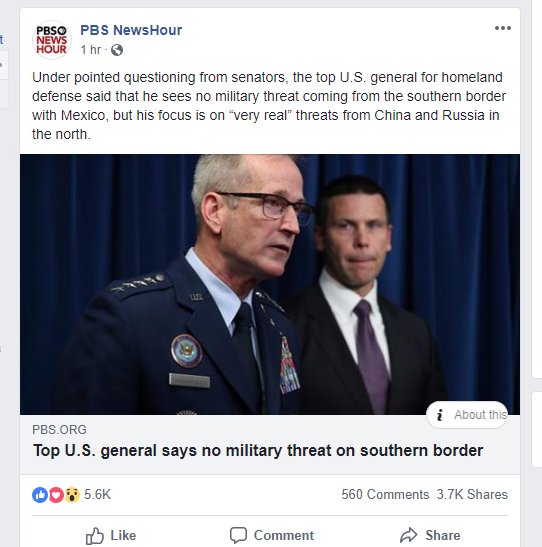 PBS
NEWS
HOUR
PBS NewsHour
1 hr ·
Under pointed questioning from senators, the top U.S. general for homeland
defense said that he sees no military threat coming from the southern border
with Mexico, but his focus is on “very real” threats from China and Russia in
the north.
i About this
PBS.ORG
Top U.S. general says no military threat on southern border
5.6K
560 Comments 3.7K Shares
Like
Comment
Share